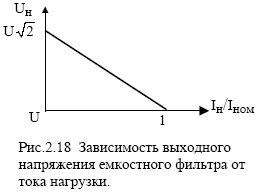 Uн
U√2
U
1
Iн/Iном
Рис.2.18 Зависимость выходного
напряжения емкостного фильтра от
тока нагрузки.